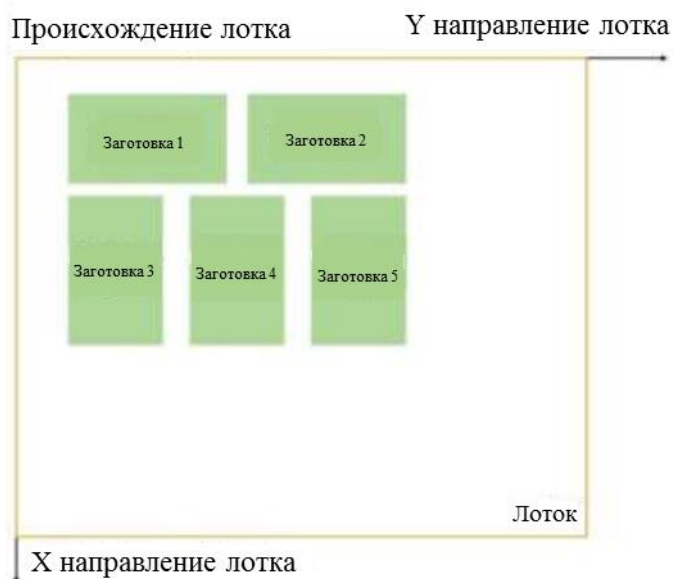 Происхождение лотка
Y направление лотка
Заготовка 1
Заготовка 2
Заготовка 3
Заготовка 4
Заготовка 5
Лоток
X направление лотка